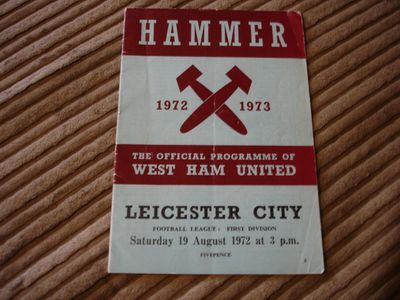 HAMMER
1972 1973
THE OFFICIAL PROGRAMME OF
WEST HAM UNITED
LEICESTER CITY
FOOTBALL LEAGUE: FIRST DIVISION
Saturday 19 August 1972 at 3 p.m.
FIVEPENCE